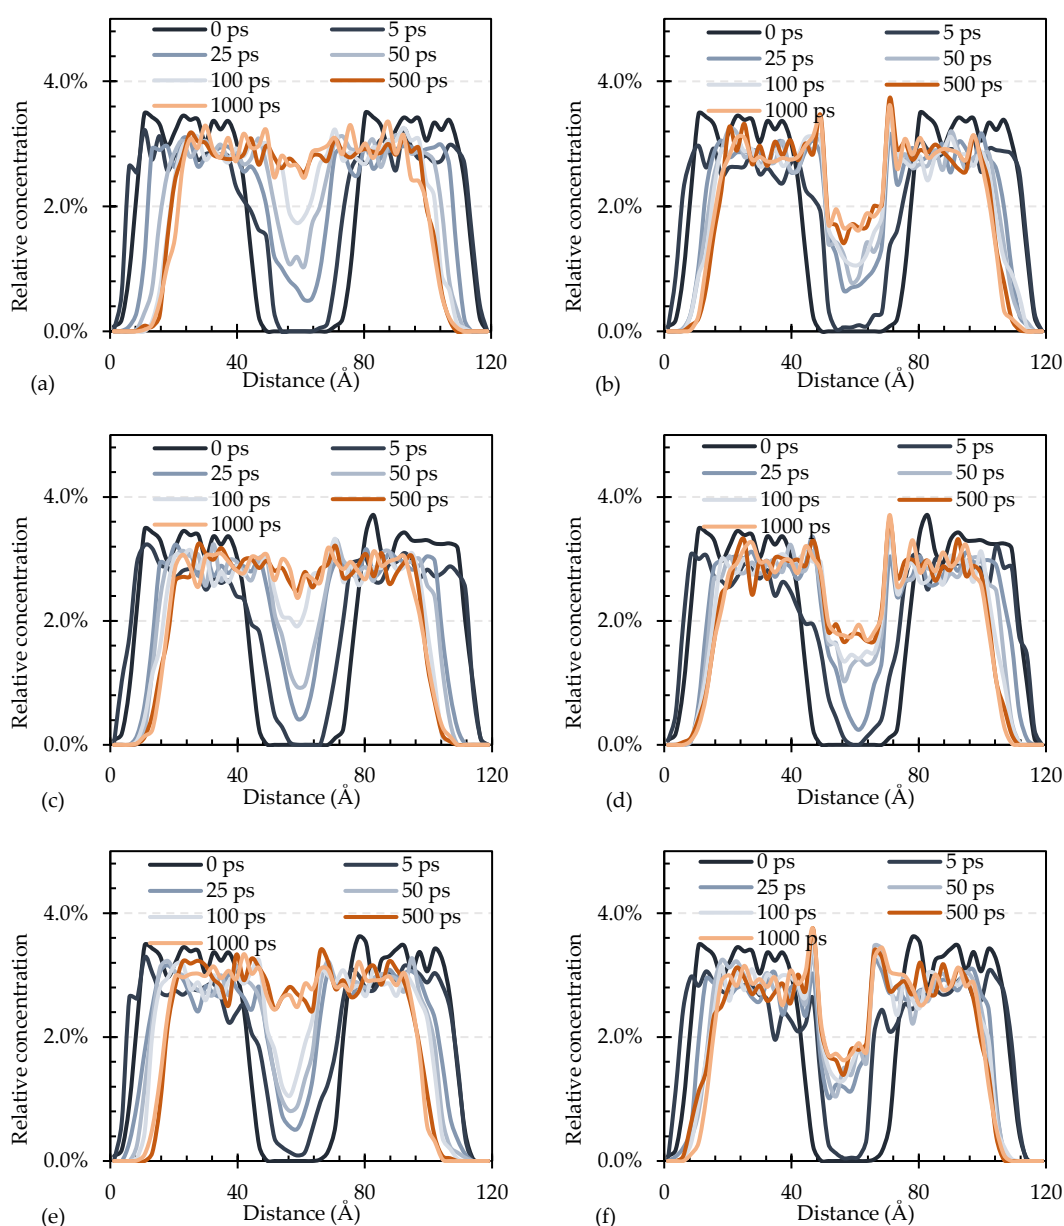 0 ps 5 ps
25 ps 50 ps
100 ps 500 ps
1000 ps
4.0%
2.0%
0.0%
Relative concentration
0 40 80 120
Distance (Å)
(a)
0 ps 5 ps
25 ps 50 ps
100 ps 500 ps
1000 ps
4.0%
2.0%
0.0%
Relative concentration
0 40 80 120
Distance (Å)
(b)
0 ps 5 ps
25 ps 50 ps
100 ps 500 ps
1000 ps
4.0%
2.0%
0.0%
Relative concentration
0 40 80 120
Distance (Å)
(c)
0 ps 5 ps
25 ps 50 ps
100 ps 500 ps
1000 ps
4.0%
2.0%
0.0%
Relative concentration
0 40 80 120
Distance (Å)
(d)
0 ps 5 ps
25 ps 50 ps
100 ps 500 ps
1000 ps
4.0%
2.0%
0.0%
Relative concentration
0 40 80 120
Distance (Å)
(e)
0 ps 5 ps
25 ps 50 ps
100 ps 500 ps
1000 ps
4.0%
2.0%
0.0%
Relative concentration
0 40 80 120
Distance (Å)
(f)